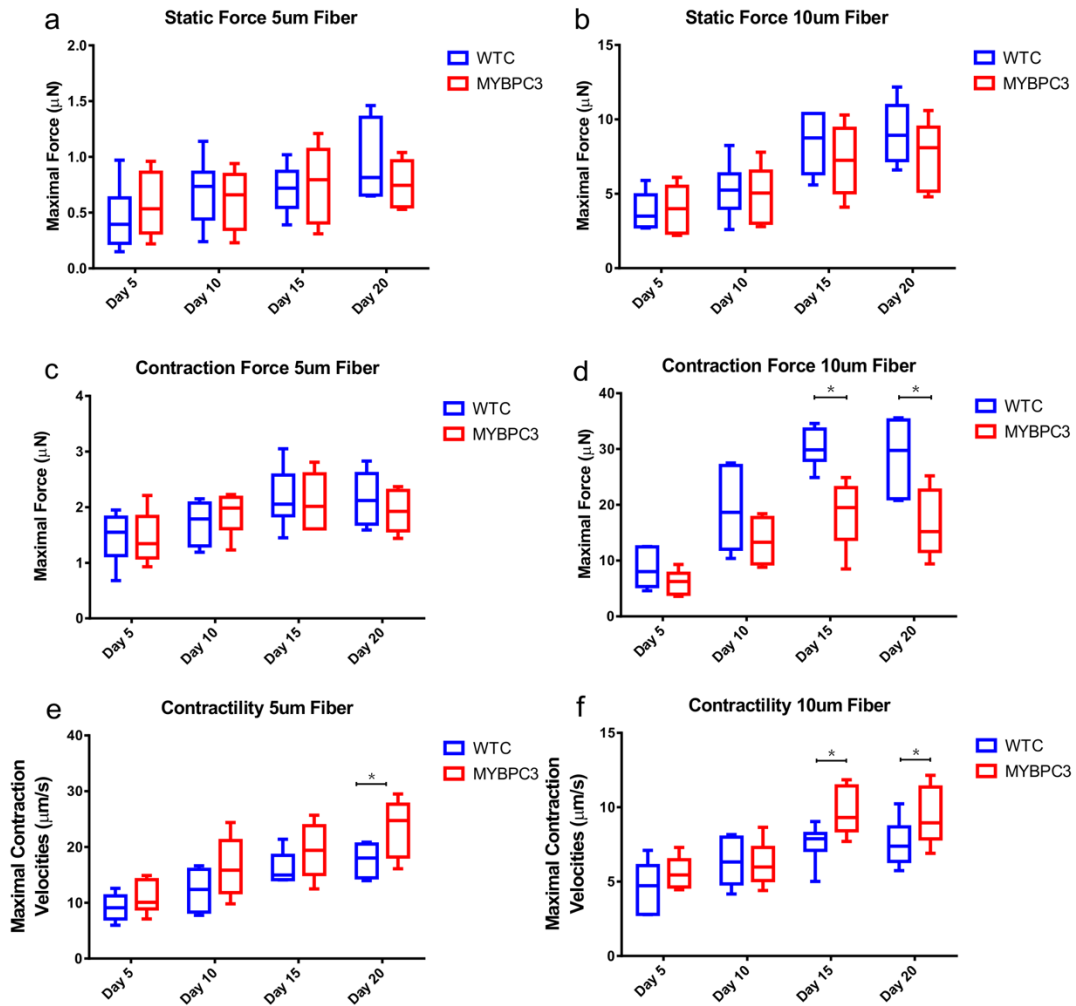 a
Static Force 5um Fiber
Maximal Force (μN)
2.0
1.5
1.0
0.5
0.0
Day 5
Day 10
Day 15
Day 20
WTC
MYBPC3
b
Static Force 10um Fiber
Maximal Force (μN)
15
10
5
0
Day 5
Day 10
Day 15
Day 20
WTC
MYBPC3
c
Contraction Force 5um Fiber
Maximal Force (μN)
4
3
2
1
0
Day 5
Day 10
Day 15
Day 20
WTC
MYBPC3
d
Contraction Force 10um Fiber
Maximal Force (μN)
40
30
20
10
0
*
*
Day 5
Day 10
Day 15
Day 20
WTC
MYBPC3
e
Contractility 5um Fiber
Maximal Contraction
Velocities (μm/s)
40
30
20
10
0
*
Day 5
Day 10
Day 15
Day 20
WTC
MYBPC3
f
Contractility 10um Fiber
Maximal Contraction
Velocities (μm/s)
15
10
5
0
*
*
Day 5
Day 10
Day 15
Day 20
WTC
MYBPC3